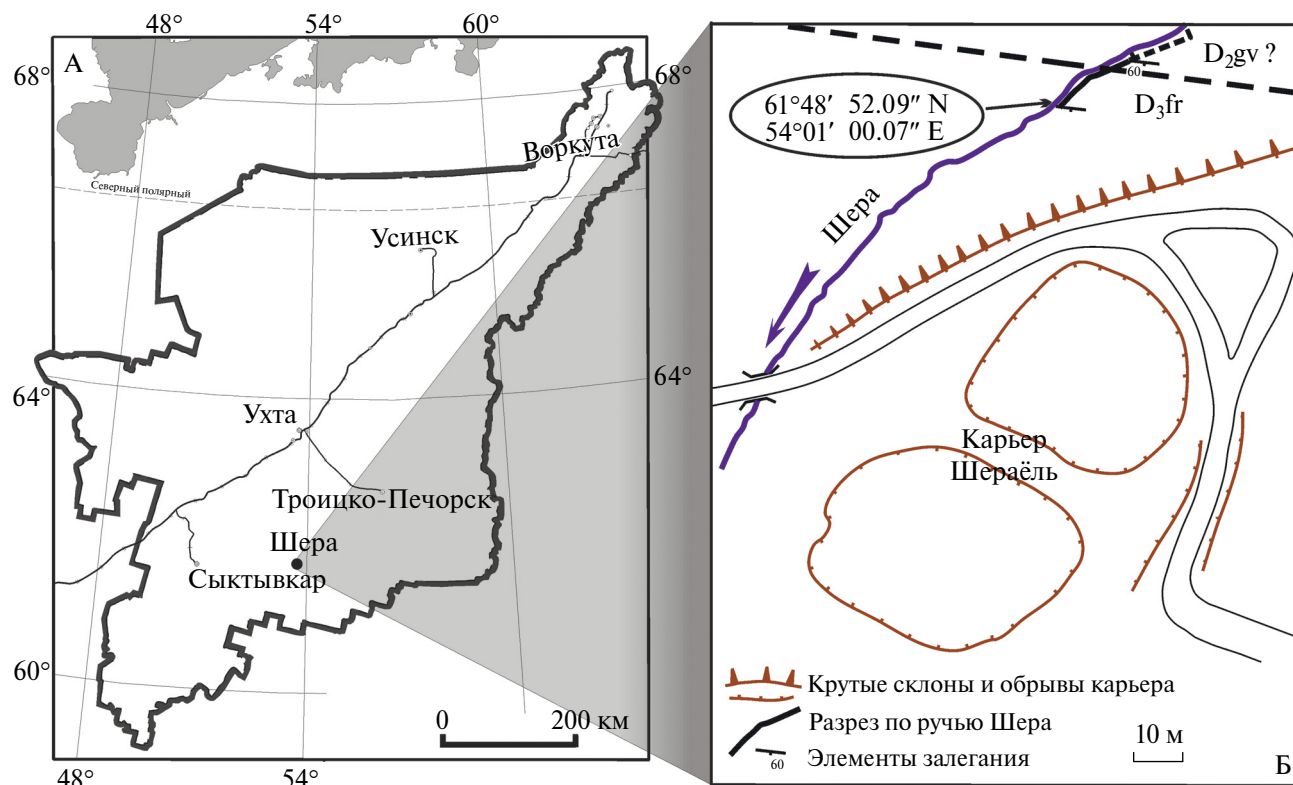 48°
54°
60°
А
68°
68°
Воркута
Северный полярный
Усинск
64°
64°
Ухта
Троицко-Печорск
Шера
Сыктывкар
60°
0 200 км
48°
54°
D₂gv ?
60
D₃fr
61°48′ 52.09″ N
54°01′ 00.07″ E
Шера
Карьер
Шераёль
Крутые склоны и обрывы карьера
Разрез по ручью Шера
60 Элементы залегания
10 м
Б